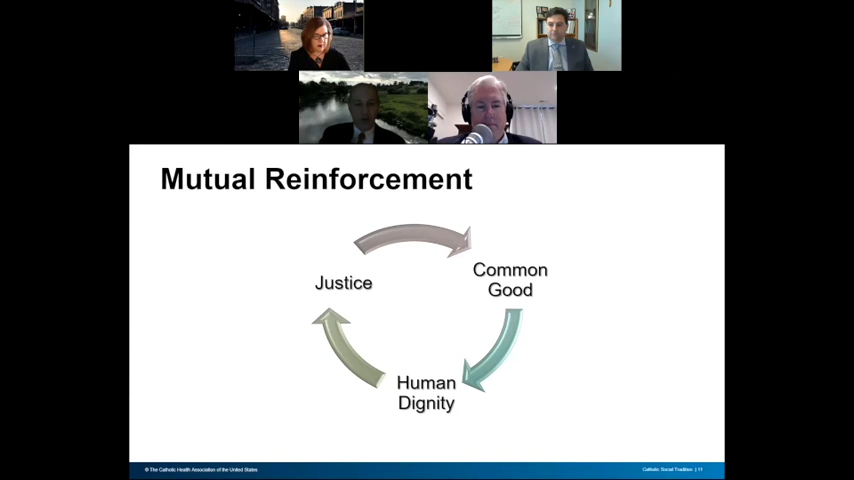 Mutual Reinforcement
Justice
Common
Good
Human
Dignity
© The Catholic Health Association of the United States
Catholic Social Tradition | 11